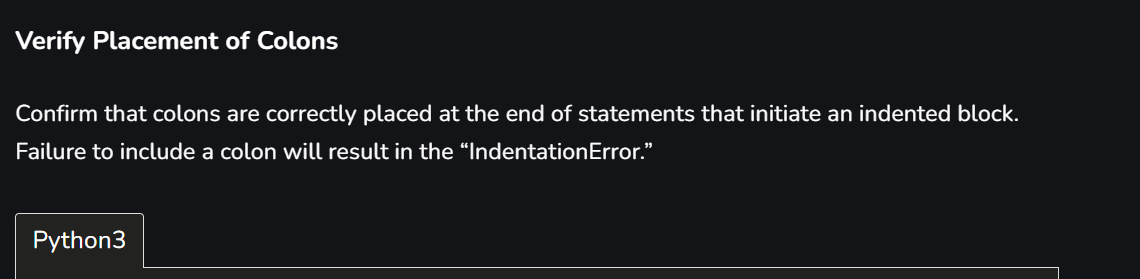 Verify Placement of Colons
Confirm that colons are correctly placed at the end of statements that initiate an indented block.
Failure to include a colon will result in the “IndentationError.”
Python3